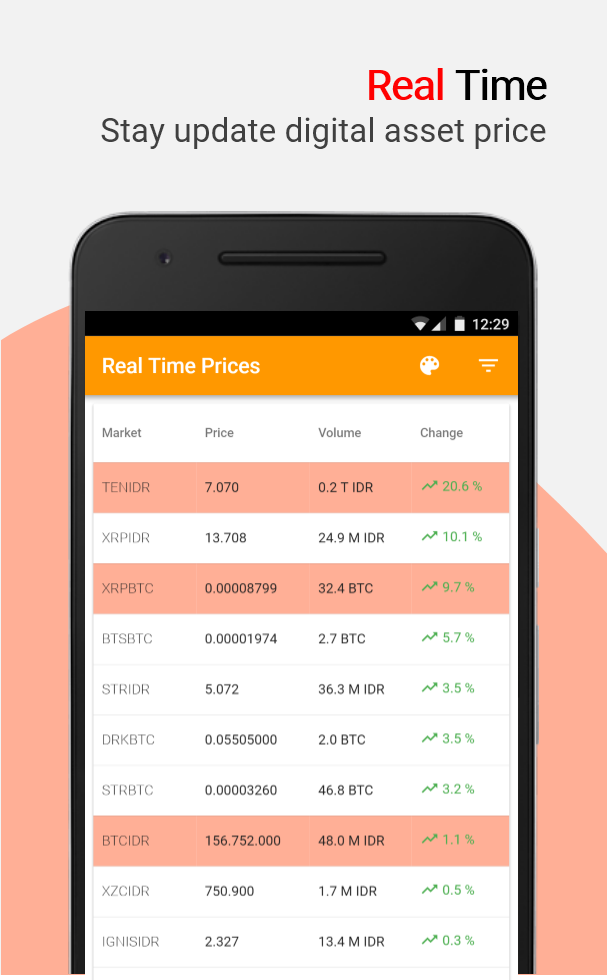 Real Time
Stay update digital asset price
12:29
Real Time Prices
Market Price Volume Change
TENIDR 7.070 0.2 T IDR 20.6 %
XRPIDR 13.708 24.9 M IDR 10.1 %
XRPBTC 0.00008799 32.4 BTC 9.7 %
BTSBTC 0.00001974 2.7 BTC 5.7 %
STRIDR 5.072 36.3 M IDR 3.5 %
DRKBTC 0.05505000 2.0 BTC 3.5 %
STRBTC 0.00003260 46.8 BTC 3.2 %
BTCIDR 156.752.000 48.0 M IDR 1.1 %
XZCIDR 750.900 1.7 M IDR 0.5 %
IGNISIDR 2.327 13.4 M IDR 0.3 %